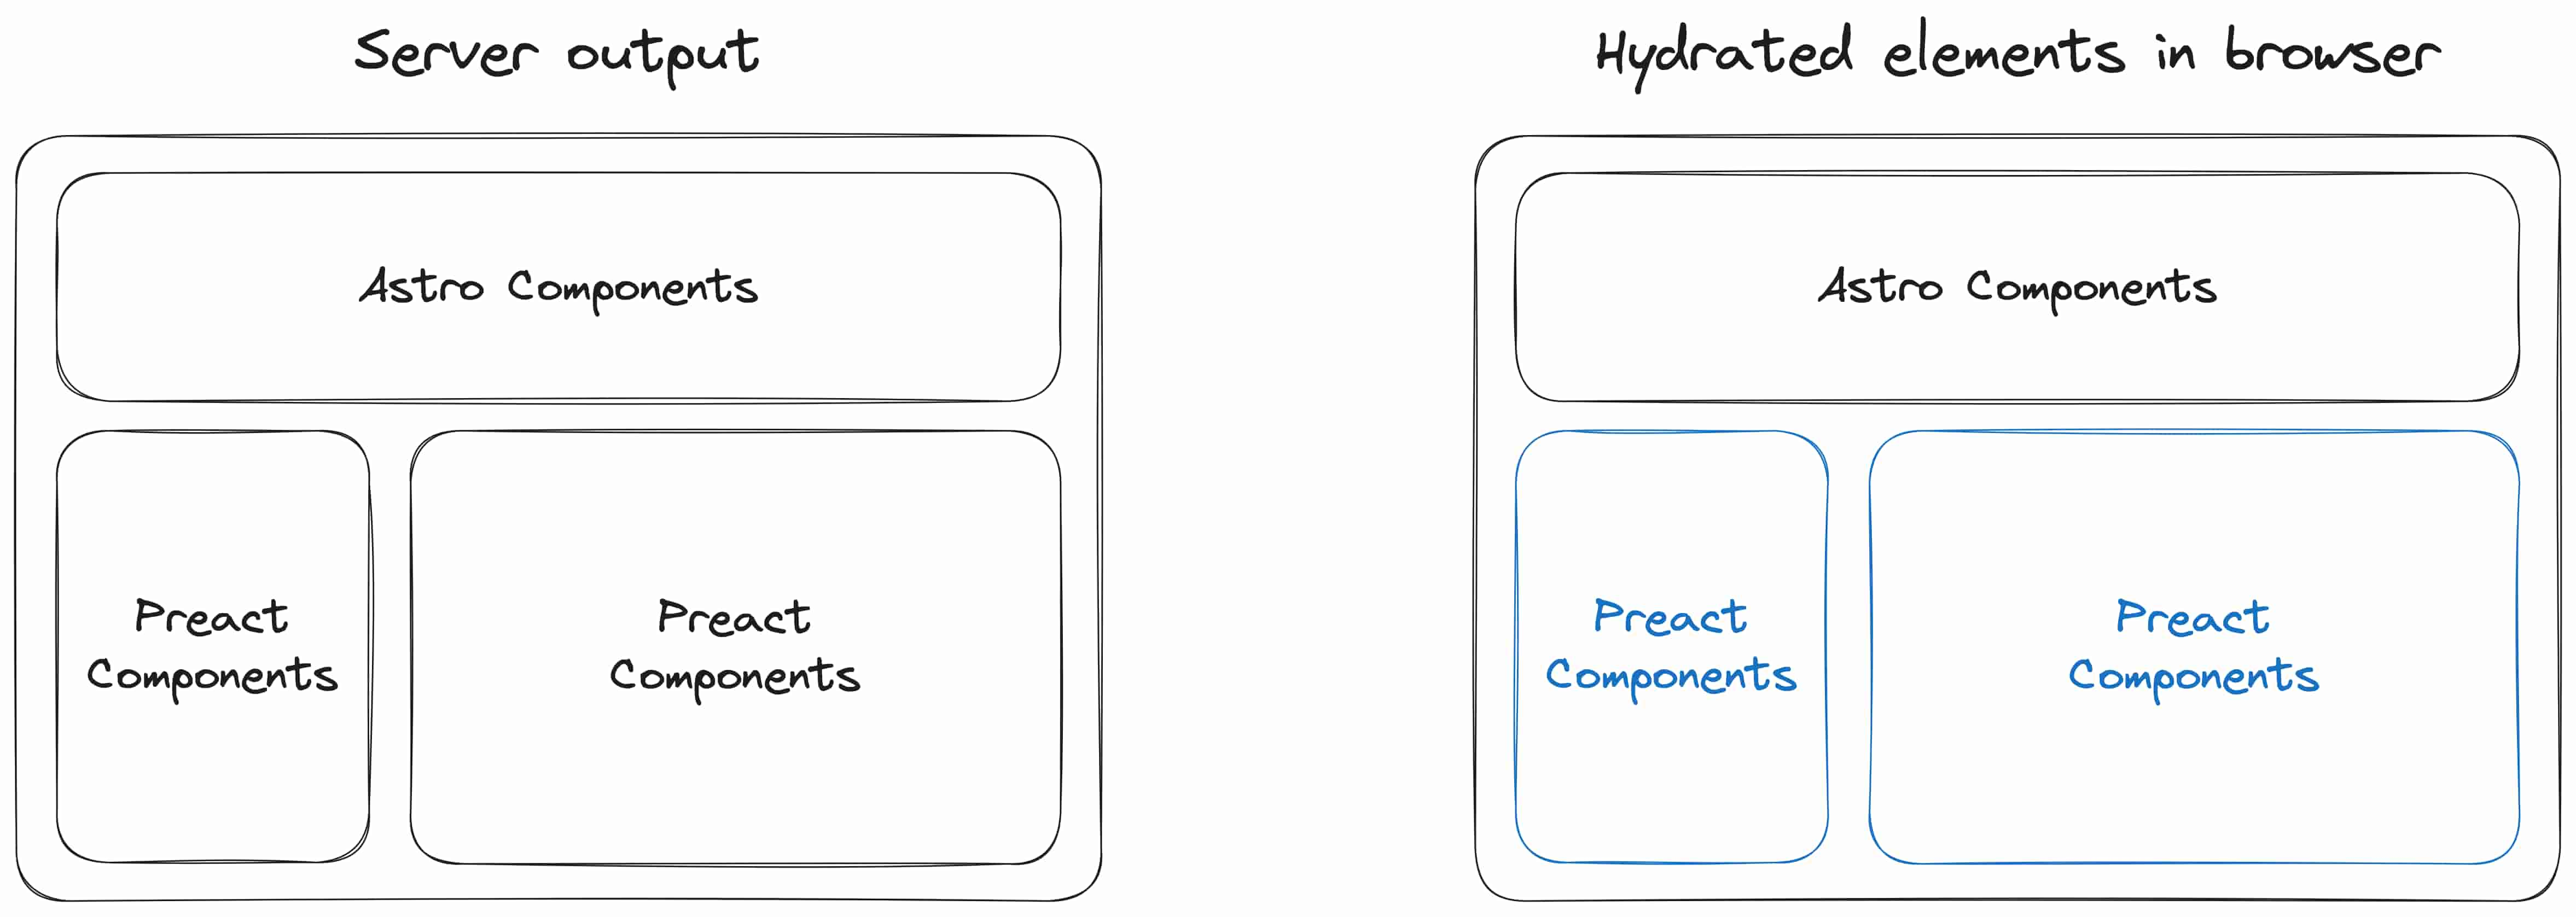 Server output
Astro Components
Preact
Components
Preact
Components
Hydrated elements in browser
Astro Components
Preact
Components
Preact
Components